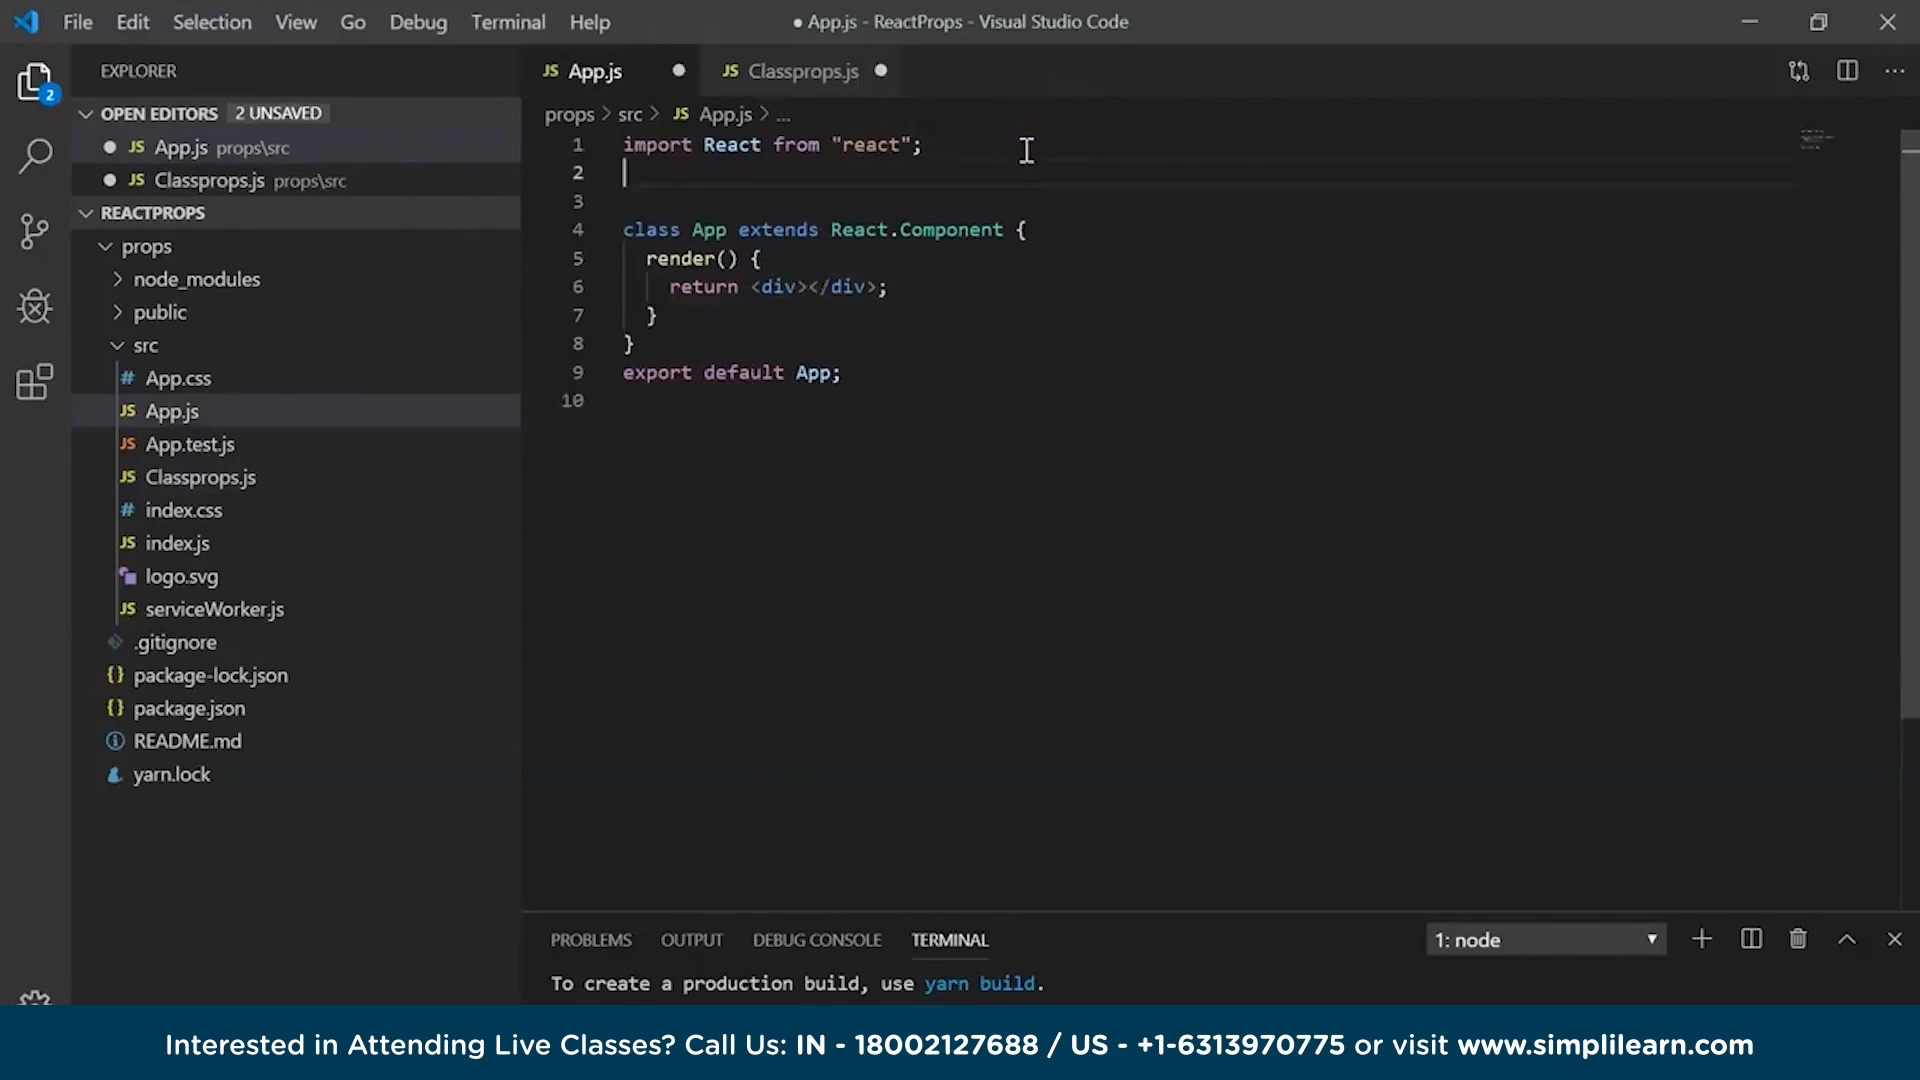 File Edit Selection View Go Debug Terminal Help
● App.js - ReactProps - Visual Studio Code
EXPLORER
2
OPEN EDITORS 2 UNSAVED
JS App.js props\src
JS Classprops.js props\src
REACTPROPS
props
node_modules
public
src
# App.css
JS App.js
JS App.test.js
JS Classprops.js
# index.css
JS index.js
logo.svg
JS serviceWorker.js
.gitignore
{} package-lock.json
{} package.json
README.md
yarn.lock
JS App.js ● JS Classprops.js ●
props > src > JS App.js > ...
1 import React from "react";
2
3
4 class App extends React.Component {
5 render() {
6 return <div></div>;
7 }
8 }
9 export default App;
10
PROBLEMS OUTPUT DEBUG CONSOLE TERMINAL 1: node
To create a production build, use yarn build.
Interested in Attending Live Classes? Call Us: IN - 18002127688 / US - +1-6313970775 or visit www.simplilearn.com